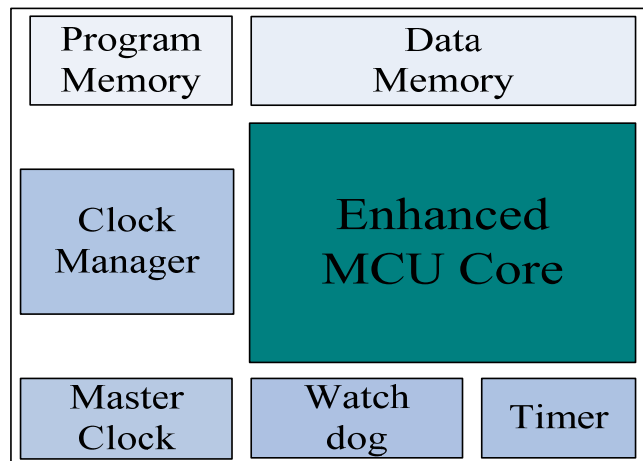 Program
Memory
Data
Memory
Clock
Manager
Enhanced
MCU Core
Master
Clock
Watch
dog
Timer